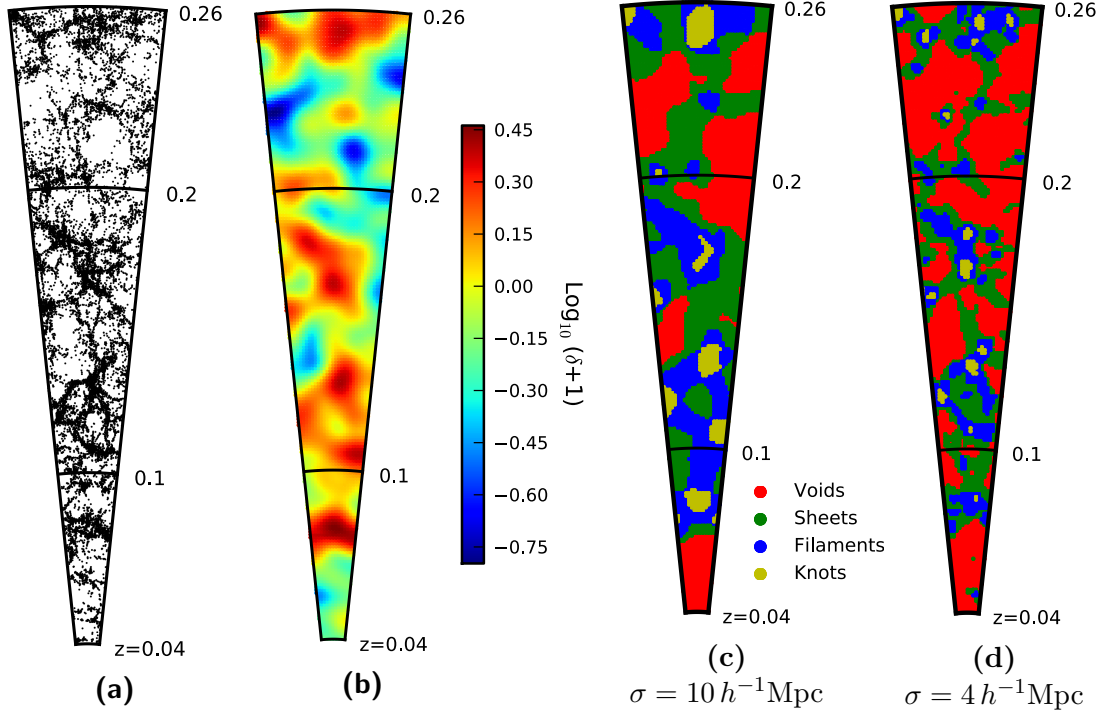 0.26
0.2
0.1
z=0.04
(a)
0.26
0.2
0.1
z=0.04
(b)
0.45
0.30
0.15
0.00
−0.15
−0.30
−0.45
−0.60
−0.75
Log₁₀ (δ+1)
0.26
0.2
0.1
z=0.04
(c)
σ = 10 h⁻¹Mpc
Voids
Sheets
Filaments
Knots
0.26
0.2
0.1
z=0.04
(d)
σ = 4 h⁻¹Mpc